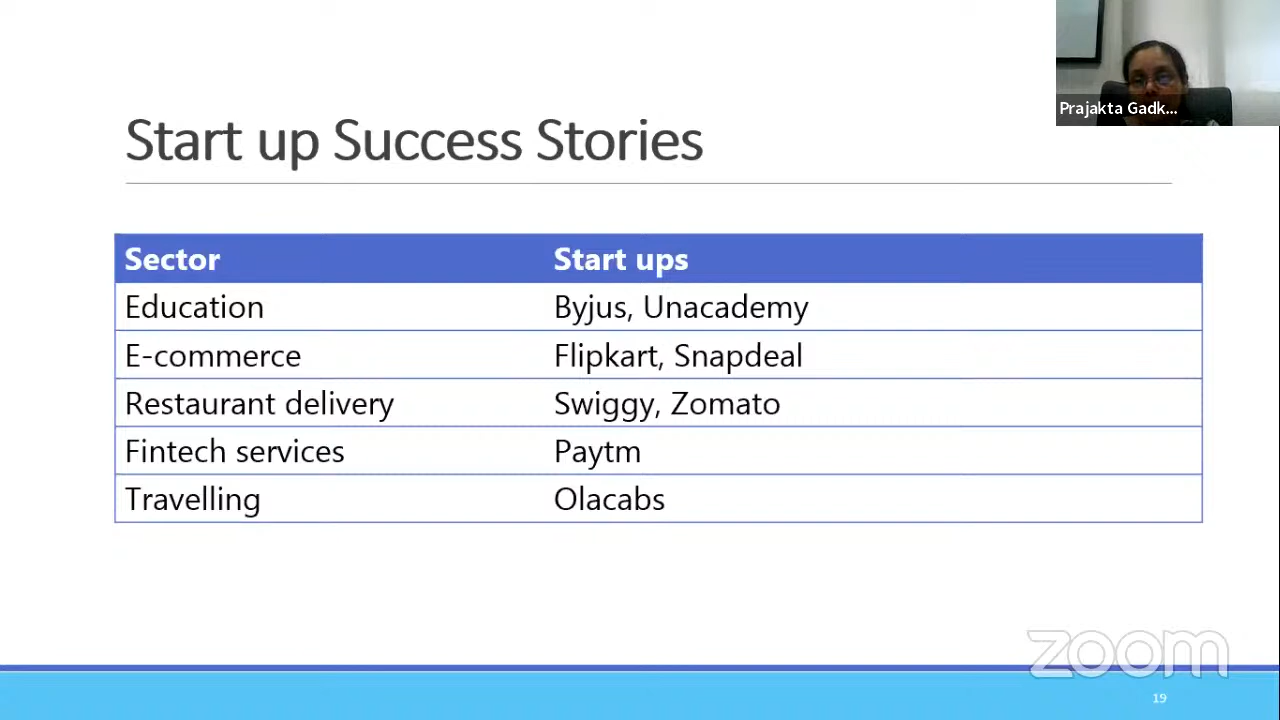 Prajakta Gadk...
Start up Success Stories
Sector Start ups
Education Byjus, Unacademy
E-commerce Flipkart, Snapdeal
Restaurant delivery Swiggy, Zomato
Fintech services Paytm
Travelling Olacabs
zoom
19